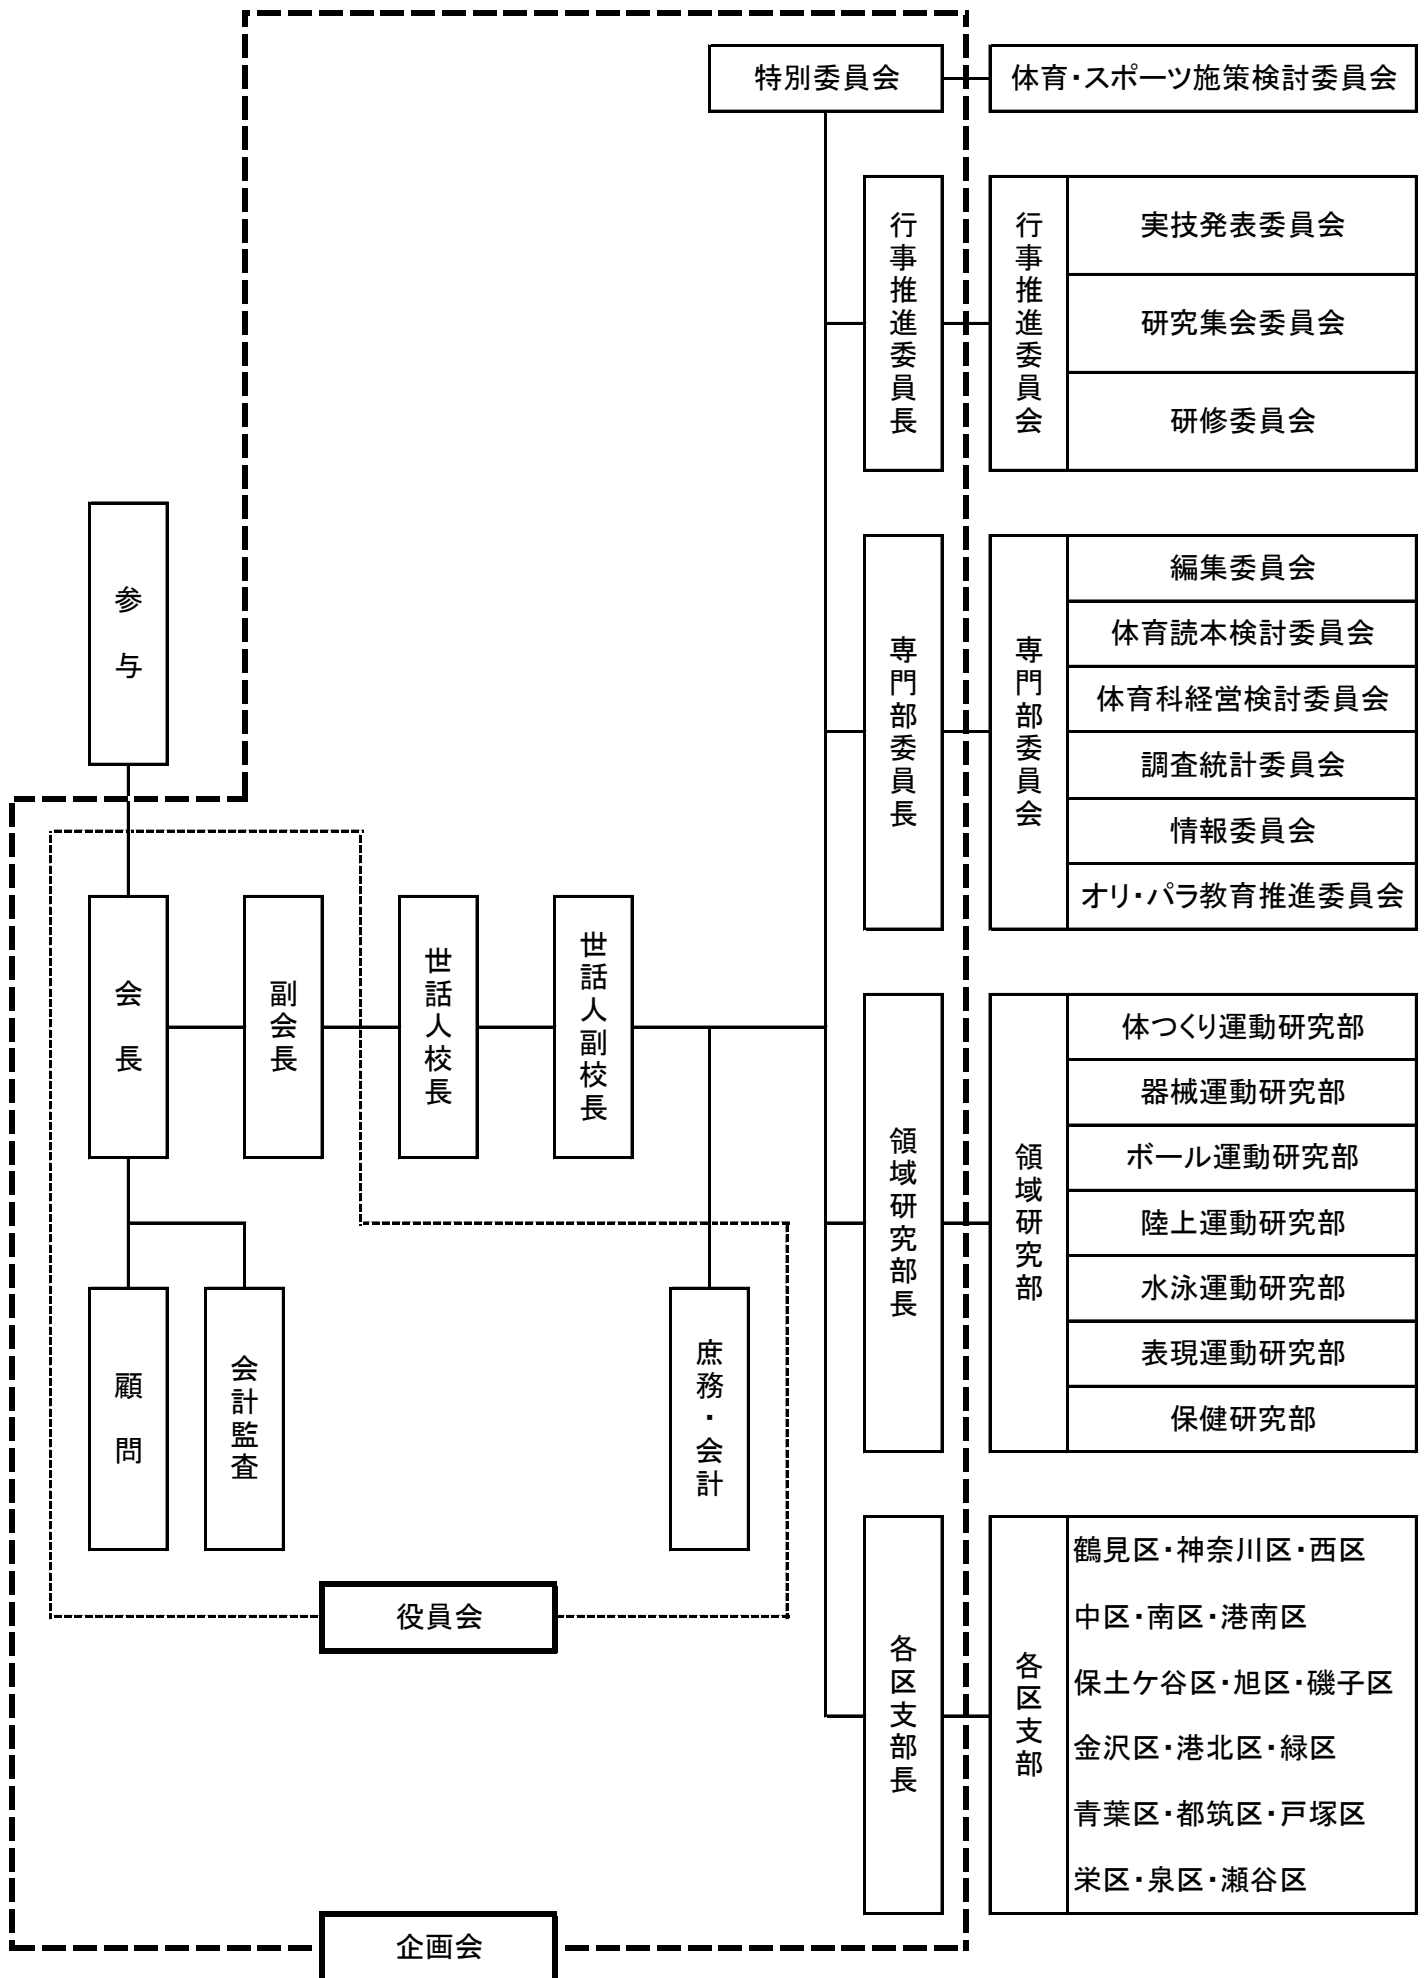 特別委員会
体育・スポーツ施策検討委員会
行事推進委員長
行事推進委員会
実技発表委員会
研究集会委員会
研修委員会
参与
専門部委員長
専門部委員会
編集委員会
体育読本検討委員会
体育科経営検討委員会
調査統計委員会
情報委員会
オリ・パラ教育推進委員会
会長
副会長
世話人校長
世話人副校長
領域研究部長
領域研究部
体つくり運動研究部
器械運動研究部
ボール運動研究部
陸上運動研究部
水泳運動研究部
表現運動研究部
保健研究部
顧問
会計監査
庶務・会計
役員会
各区支部長
各区支部
鶴見区・神奈川区・西区
中区・南区・港南区
保土ケ谷区・旭区・磯子区
金沢区・港北区・緑区
青葉区・都筑区・戸塚区
栄区・泉区・瀬谷区
企画会